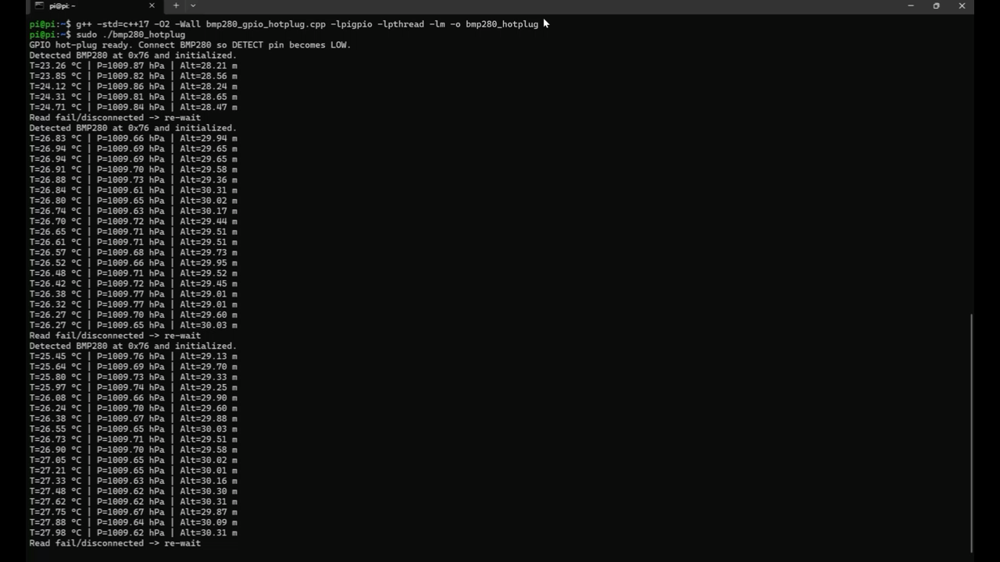 pi@pi: ~
pi@pi:~$ g++ -std=c++17 -O2 -Wall bmp280_gpio_hotplug.cpp -lpigpio -lpthread -lm -o bmp280_hotplug
pi@pi:~$ sudo ./bmp280_hotplug
GPIO hot-plug ready. Connect BMP280 so DETECT pin becomes LOW.
Detected BMP280 at 0x76 and initialized.
T=23.26 °C | P=1009.87 hPa | Alt=28.21 m
T=23.85 °C | P=1009.82 hPa | Alt=28.56 m
T=24.12 °C | P=1009.86 hPa | Alt=28.24 m
T=24.31 °C | P=1009.81 hPa | Alt=28.65 m
T=24.71 °C | P=1009.84 hPa | Alt=28.47 m
Read fail/disconnected -> re-wait
Detected BMP280 at 0x76 and initialized.
T=26.83 °C | P=1009.66 hPa | Alt=29.94 m
T=26.94 °C | P=1009.69 hPa | Alt=29.65 m
T=26.94 °C | P=1009.69 hPa | Alt=29.65 m
T=26.91 °C | P=1009.70 hPa | Alt=29.58 m
T=26.88 °C | P=1009.73 hPa | Alt=29.36 m
T=26.84 °C | P=1009.61 hPa | Alt=30.31 m
T=26.80 °C | P=1009.65 hPa | Alt=30.02 m
T=26.74 °C | P=1009.63 hPa | Alt=30.17 m
T=26.70 °C | P=1009.72 hPa | Alt=29.44 m
T=26.65 °C | P=1009.71 hPa | Alt=29.51 m
T=26.61 °C | P=1009.71 hPa | Alt=29.51 m
T=26.57 °C | P=1009.68 hPa | Alt=29.73 m
T=26.52 °C | P=1009.66 hPa | Alt=29.95 m
T=26.48 °C | P=1009.71 hPa | Alt=29.52 m
T=26.42 °C | P=1009.72 hPa | Alt=29.45 m
T=26.38 °C | P=1009.77 hPa | Alt=29.01 m
T=26.32 °C | P=1009.77 hPa | Alt=29.01 m
T=26.27 °C | P=1009.70 hPa | Alt=29.60 m
T=26.27 °C | P=1009.65 hPa | Alt=30.03 m
Read fail/disconnected -> re-wait
Detected BMP280 at 0x76 and initialized.
T=25.45 °C | P=1009.76 hPa | Alt=29.13 m
T=25.64 °C | P=1009.69 hPa | Alt=29.70 m
T=25.80 °C | P=1009.73 hPa | Alt=29.33 m
T=25.97 °C | P=1009.74 hPa | Alt=29.25 m
T=26.08 °C | P=1009.66 hPa | Alt=29.90 m
T=26.24 °C | P=1009.70 hPa | Alt=29.60 m
T=26.38 °C | P=1009.67 hPa | Alt=29.88 m
T=26.55 °C | P=1009.65 hPa | Alt=30.03 m
T=26.73 °C | P=1009.71 hPa | Alt=29.51 m
T=26.90 °C | P=1009.70 hPa | Alt=29.58 m
T=27.05 °C | P=1009.65 hPa | Alt=30.02 m
T=27.21 °C | P=1009.65 hPa | Alt=30.01 m
T=27.33 °C | P=1009.63 hPa | Alt=30.16 m
T=27.48 °C | P=1009.62 hPa | Alt=30.30 m
T=27.62 °C | P=1009.62 hPa | Alt=30.31 m
T=27.75 °C | P=1009.67 hPa | Alt=29.87 m
T=27.88 °C | P=1009.64 hPa | Alt=30.09 m
T=27.98 °C | P=1009.62 hPa | Alt=30.31 m
Read fail/disconnected -> re-wait